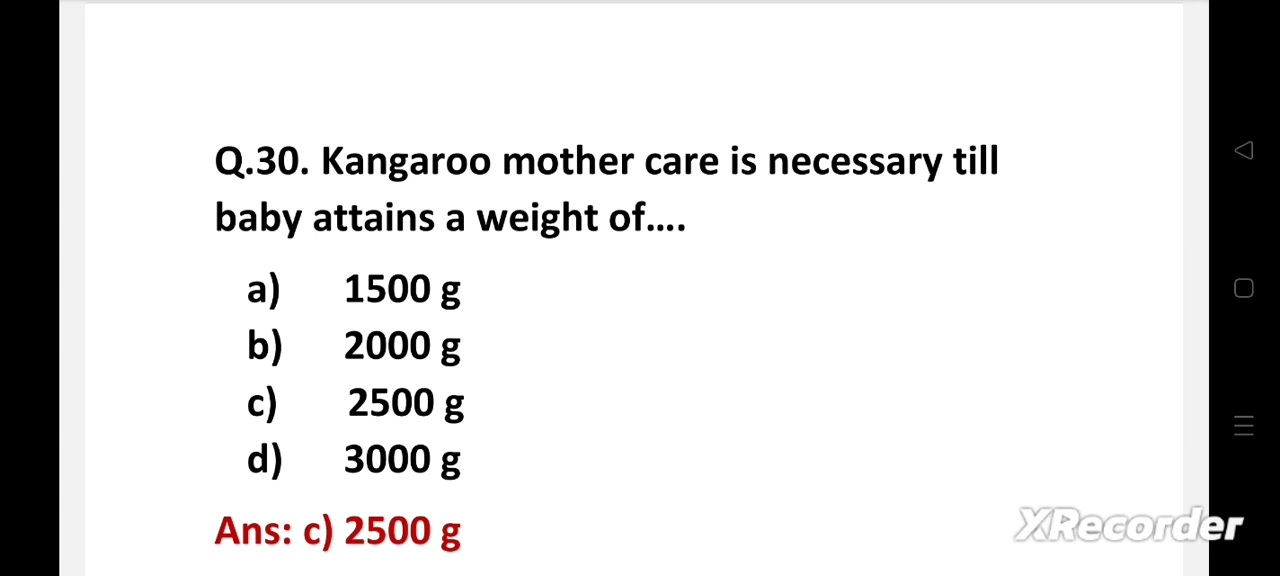 Q.30. Kangaroo mother care is necessary till
baby attains a weight of....
a) 1500 g
b) 2000 g
c) 2500 g
d) 3000 g
Ans: c) 2500 g
XRecorder